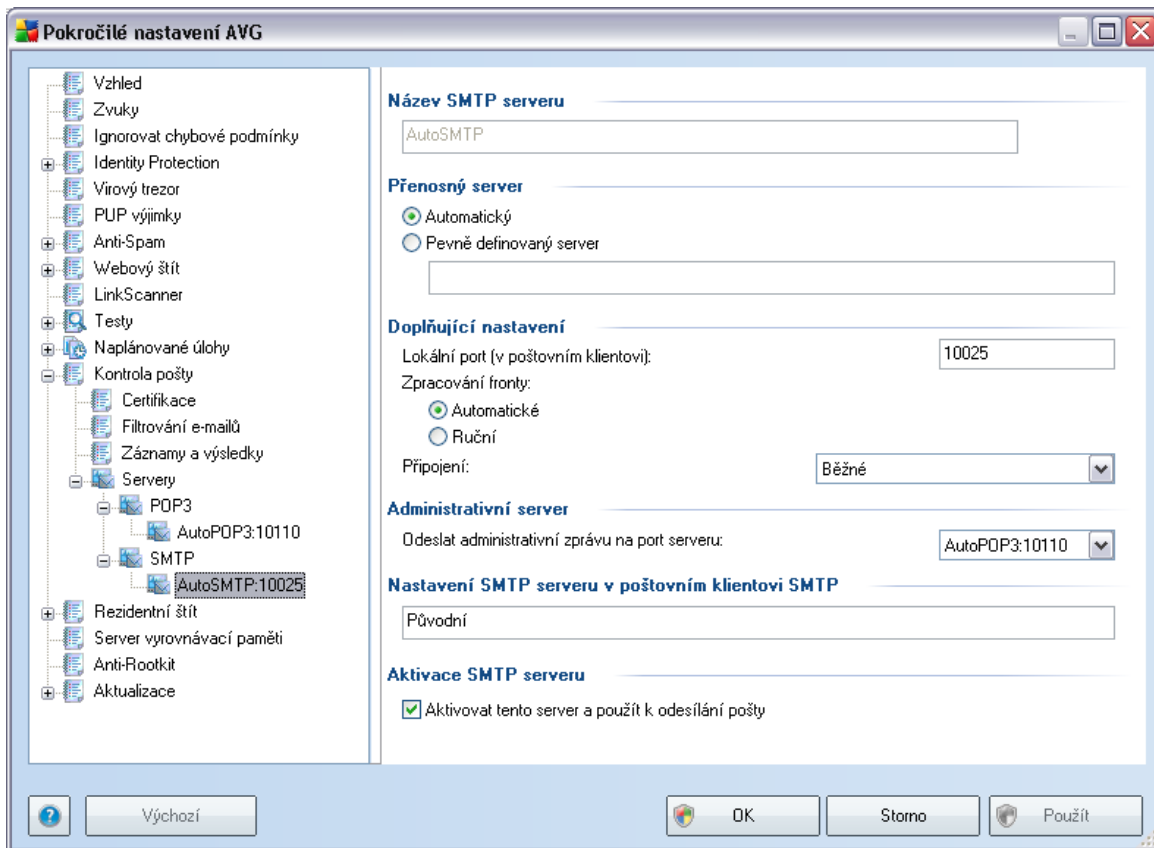 Pokročilé nastavení AVG
Vzhled
Zvuky
Ignorovat chybové podmínky
Identity Protection
Virový trezor
PUP výjimky
Anti-Spam
Webový štít
LinkScanner
Testy
Naplánované úlohy
Kontrola pošty
Certifikace
Filtrování e-mailů
Záznamy a výsledky
Servery
POP3
AutoPOP3:10110
SMTP
AutoSMTP:10025
Rezidentní štít
Server vyrovnávací paměti
Anti-Rootkit
Aktualizace
Název SMTP serveru
AutoSMTP
Přenosný server
Automatický
Pevně definovaný server
Doplňující nastavení
Lokální port (v poštovním klientovi): 10025
Zpracování fronty:
Automatické
Ruční
Připojení: Běžné
Administrativní server
Odeslat administrativní zprávu na port serveru: AutoPOP3:10110
Nastavení SMTP serveru v poštovním klientovi SMTP
Původní
Aktivace SMTP serveru
Aktivovat tento server a použít k odesílání pošty
Výchozí OK Storno Použít